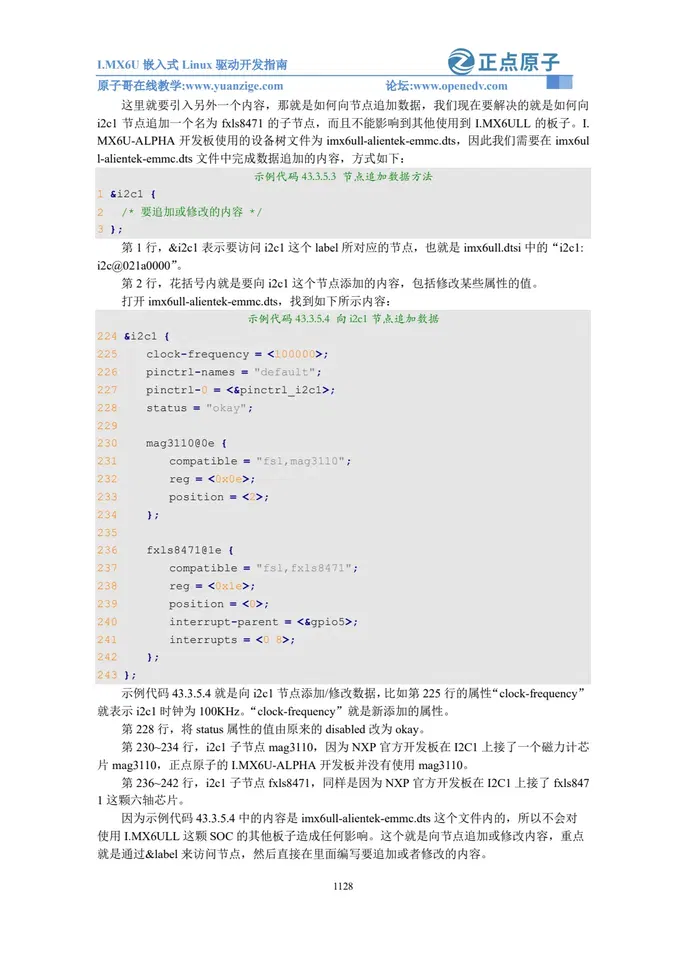 I.MX6U 嵌入式 Linux 驱动开发指南
正点原子
原子哥在线教学:www.yuanzige.com 论坛:www.openedv.com
这里就要引入另外一个内容，那就是如何向节点追加数据，我们现在要解决的就是如何向
i2c1 节点追加一个名为 fxls8471 的子节点，而且不能影响到其他使用到 I.MX6ULL 的板子。I.
MX6U-ALPHA 开发板使用的设备树文件为 imx6ull-alientek-emmc.dts，因此我们需要在 imx6ul
l-alientek-emmc.dts 文件中完成数据追加的内容，方式如下：
示例代码 43.3.5.3 节点追加数据方法
1 &i2c1 {
2 /* 要追加或修改的内容 */
3 };
第 1 行，&i2c1 表示要访问 i2c1 这个 label 所对应的节点，也就是 imx6ull.dtsi 中的“i2c1:
i2c@021a0000”。
第 2 行，花括号内就是要向 i2c1 这个节点添加的内容，包括修改某些属性的值。
打开 imx6ull-alientek-emmc.dts，找到如下所示内容：
示例代码 43.3.5.4 向 i2c1 节点追加数据
224 &i2c1 {
225 clock-frequency = <100000>;
226 pinctrl-names = "default";
227 pinctrl-0 = <&pinctrl_i2c1>;
228 status = "okay";
229
230 mag3110@0e {
231 compatible = "fsl,mag3110";
232 reg = <0x0e>;
233 position = <2>;
234 };
235
236 fxls8471@1e {
237 compatible = "fsl,fxls8471";
238 reg = <0x1e>;
239 position = <0>;
240 interrupt-parent = <&gpio5>;
241 interrupts = <0 8>;
242 };
243 };
示例代码 43.3.5.4 就是向 i2c1 节点添加/修改数据，比如第 225 行的属性“clock-frequency”
就表示 i2c1 时钟为 100KHz。“clock-frequency”就是新添加的属性。
第 228 行，将 status 属性的值由原来的 disabled 改为 okay。
第 230~234 行，i2c1 子节点 mag3110，因为 NXP 官方开发板在 I2C1 上接了一个磁力计芯
片 mag3110，正点原子的 I.MX6U-ALPHA 开发板并没有使用 mag3110。
第 236~242 行，i2c1 子节点 fxls8471，同样是因为 NXP 官方开发板在 I2C1 上接了 fxls847
1 这颗六轴芯片。
因为示例代码 43.3.5.4 中的内容是 imx6ull-alientek-emmc.dts 这个文件内的，所以不会对
使用 I.MX6ULL 这颗 SOC 的其他板子造成任何影响。这个就是向节点追加或修改内容，重点
就是通过&label 来访问节点，然后直接在里面编写要追加或者修改的内容。
1128